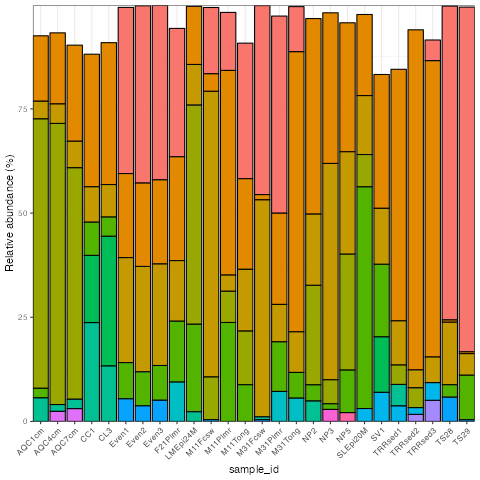 Relative abundance (%)
75
50
25
0
AQC1cm
AQC4cm
AQC7cm
CC1
CL3
Even1
Even2
Even3
F21Plmr
LMEpi24M
M11Fcsw
M11Plmr
M11Tong
M31Fcsw
M31Plmr
M31Tong
NP2
NP3
NP5
SLEpi20M
SV1
TRRsed1
TRRsed2
TRRsed3
TS28
TS29
sample_id